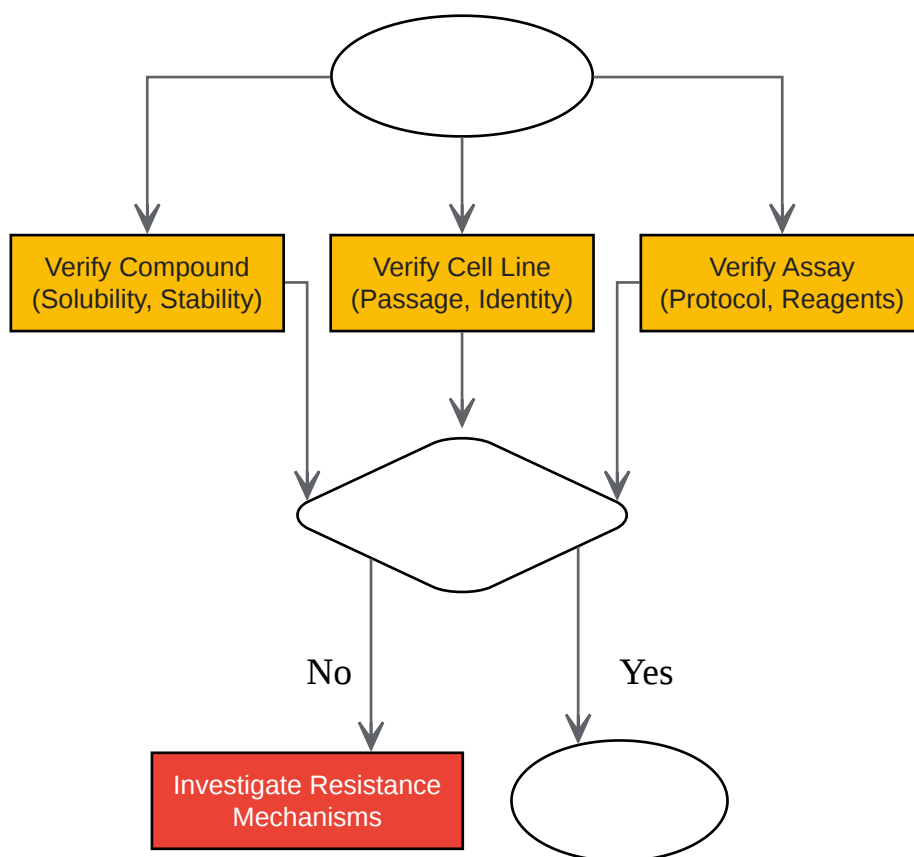 Verify Compound
(Solubility, Stability)
Verify Cell Line
(Passage, Identity)
Verify Assay
(Protocol, Reagents)
No
Yes
Investigate Resistance
Mechanisms